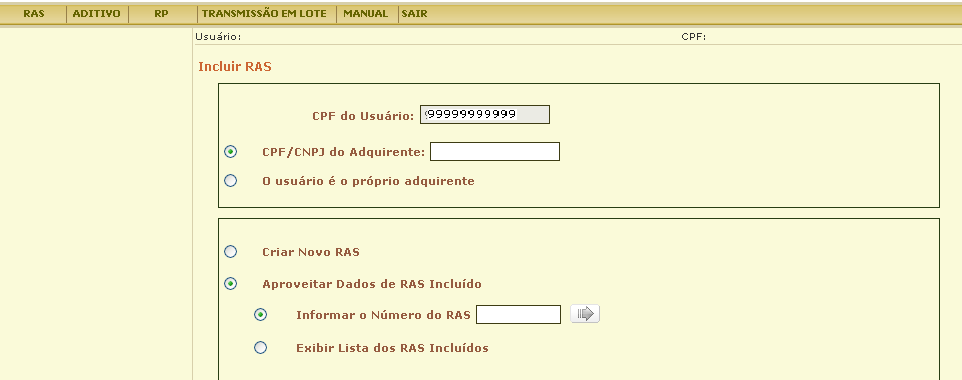 RAS ADITIVO RP TRANSMISSÃO EM LOTE MANUAL SAIR
Usuário: CPF:
Incluir RAS
CPF do Usuário: 99999999999
CPF/CNPJ do Adquirente:
O usuário é o próprio adquirente
Criar Novo RAS
Aproveitar Dados de RAS Incluído
Informar o Número do RAS
Exibir Lista dos RAS Incluídos